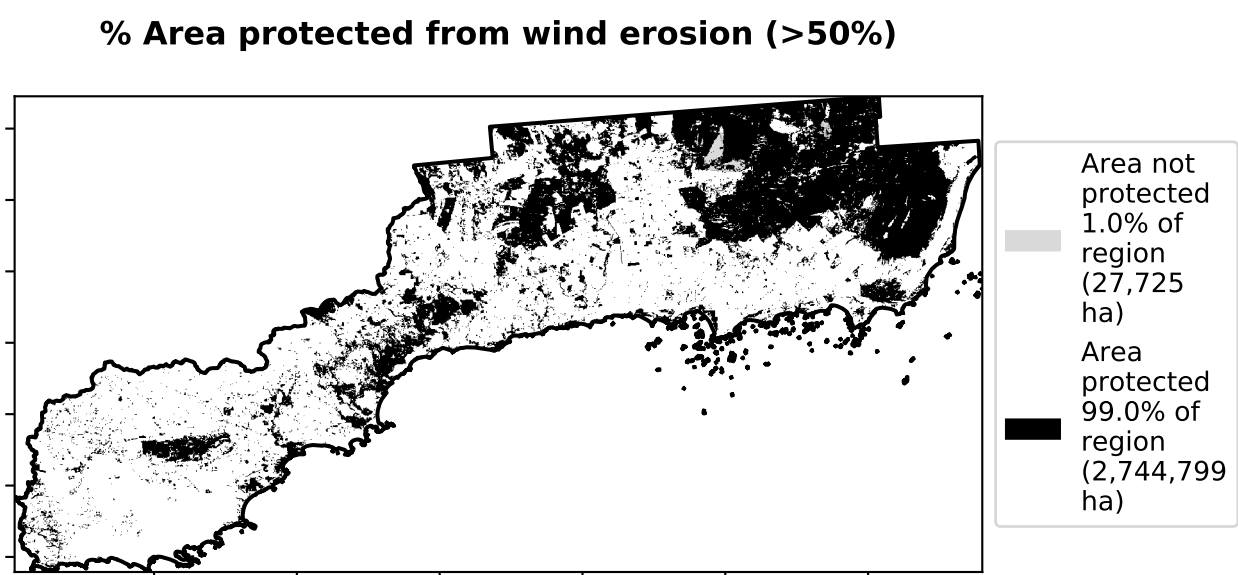 % Area protected from wind erosion (>50%)
Area not
protected
1.0% of
region
(27,725
ha)
Area
protected
99.0% of
region
(2,744,799
ha)